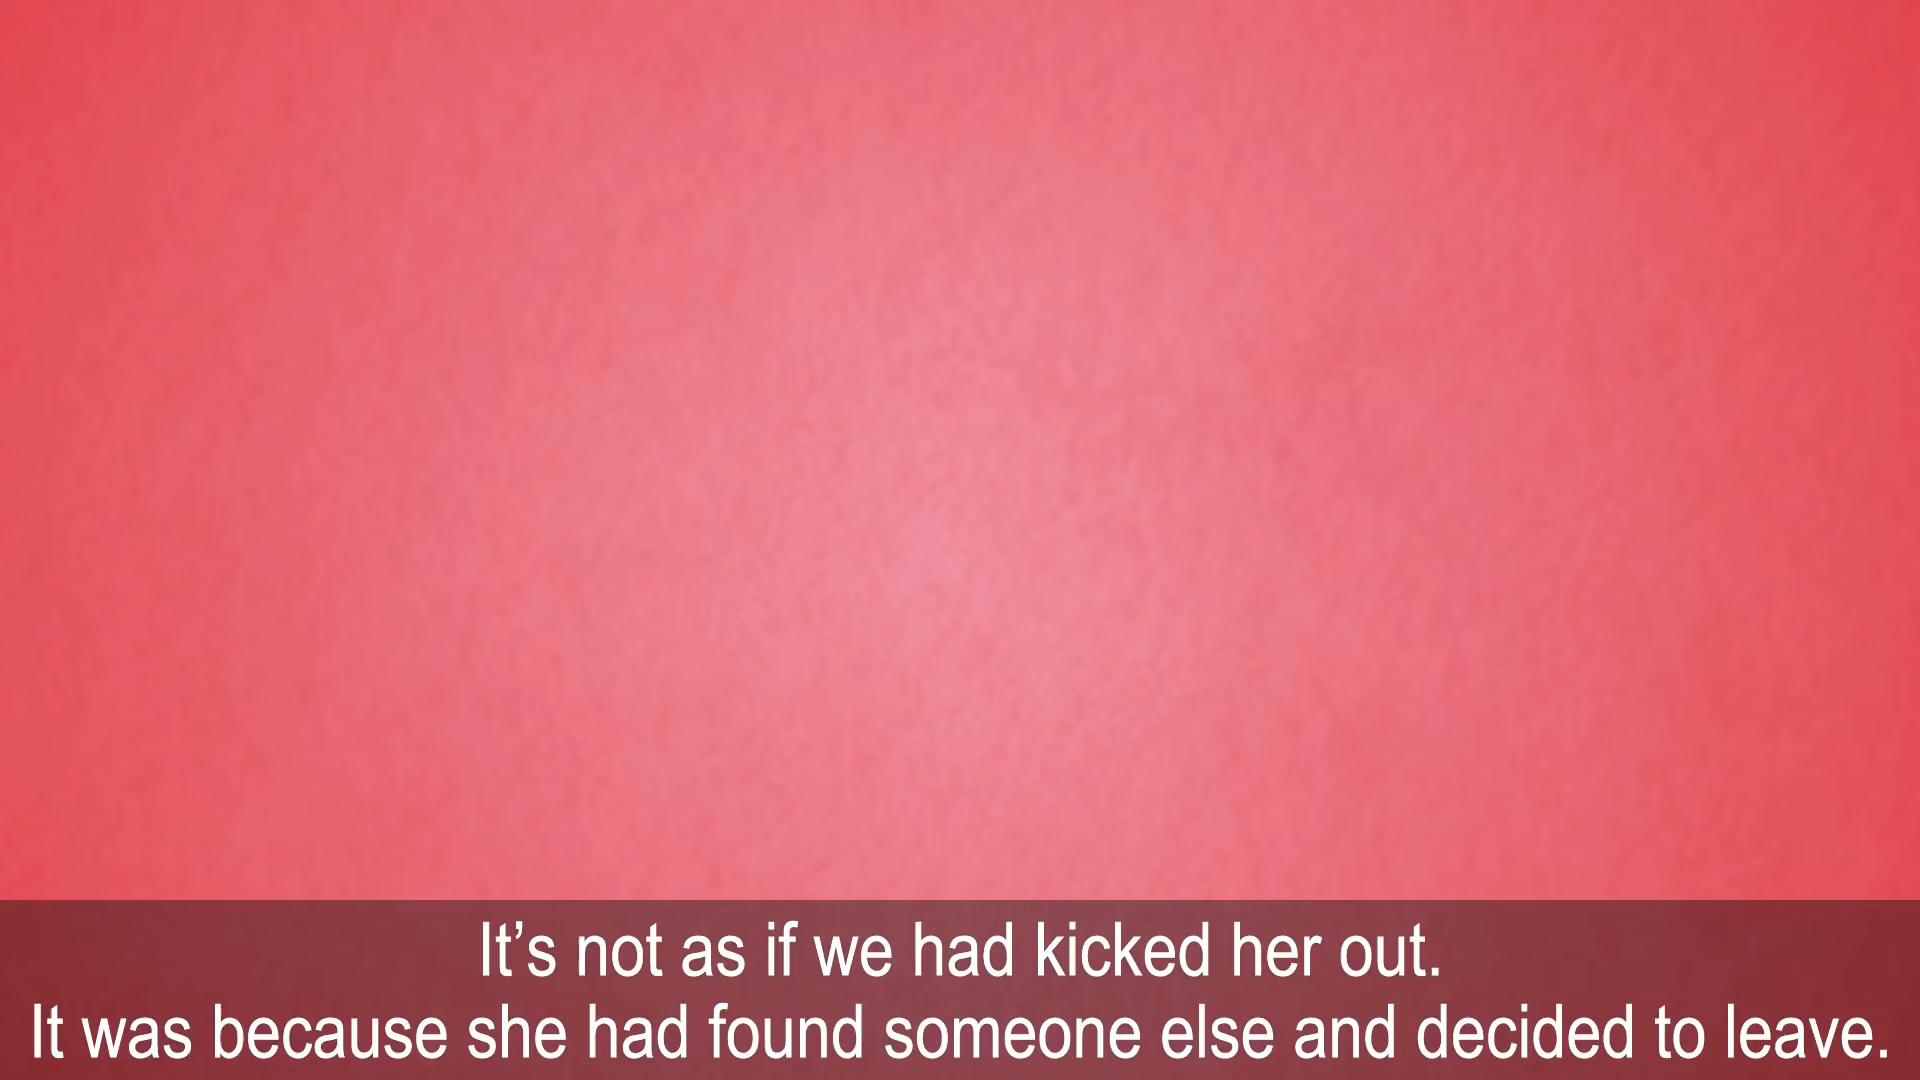 It’s not as if we had kicked her out.
It was because she had found someone else and decided to leave.